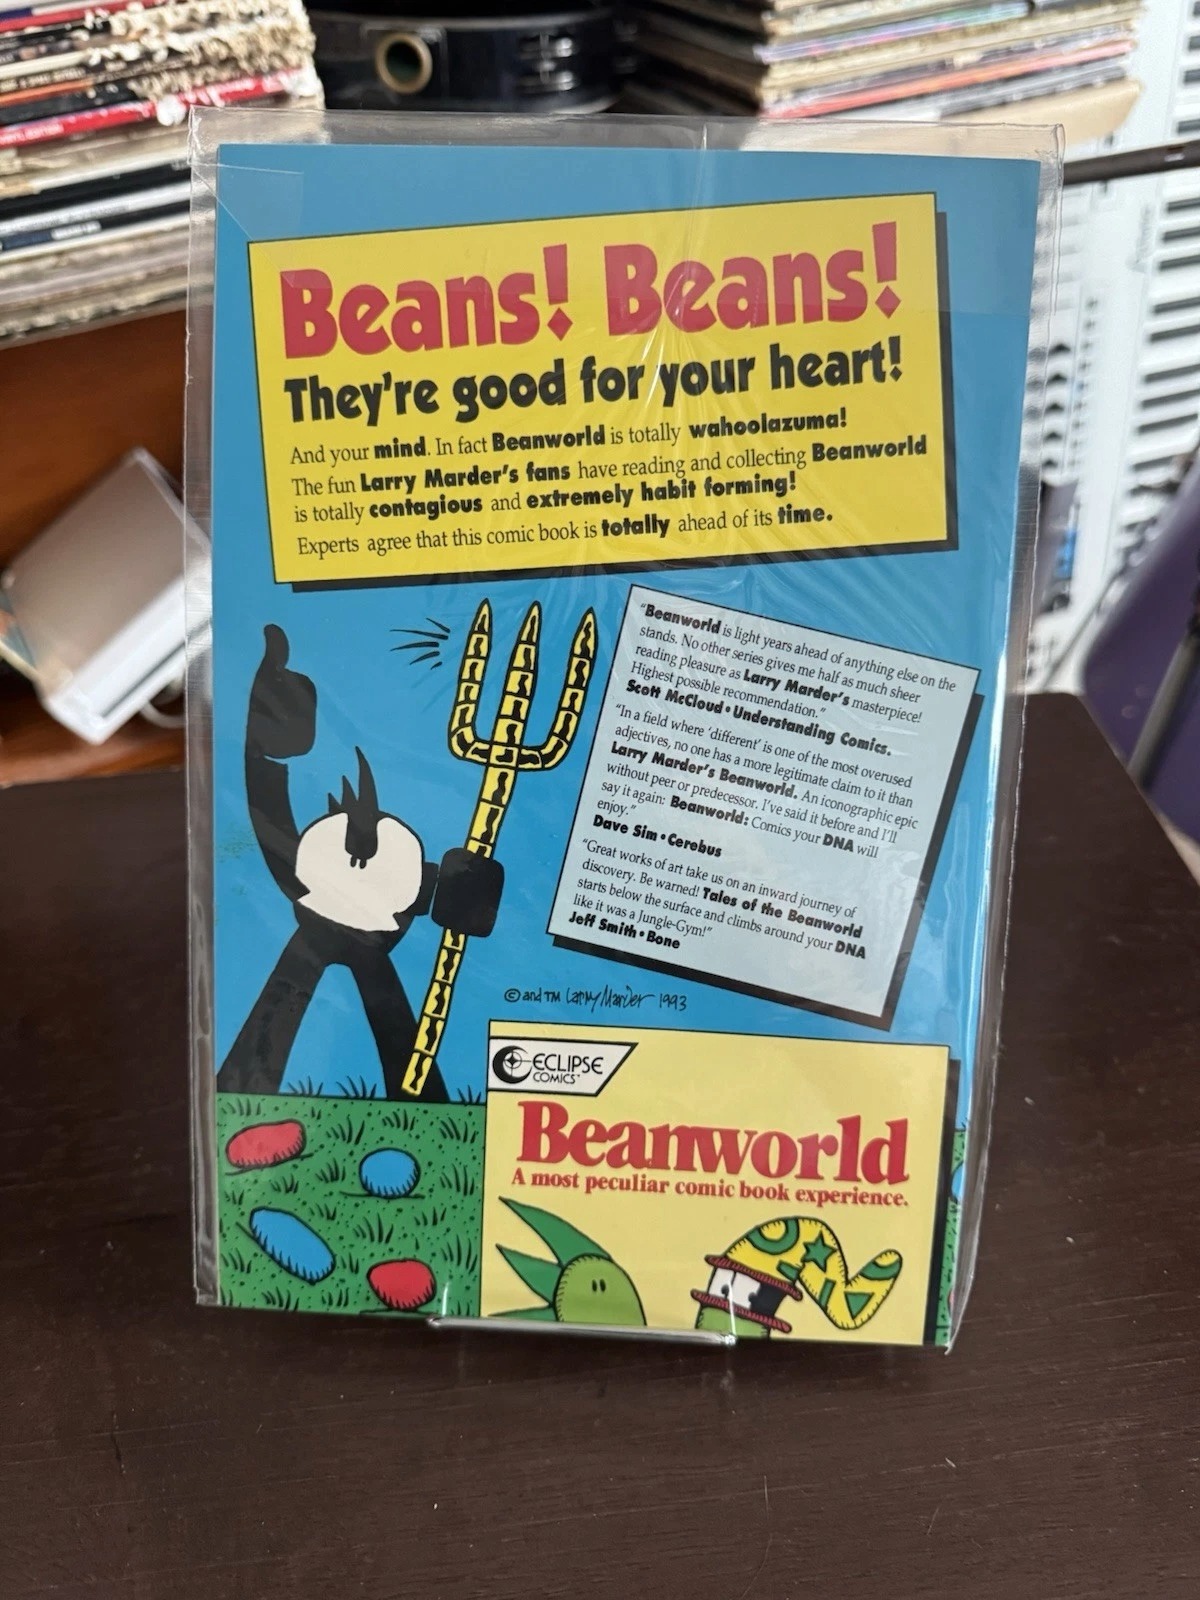 Beans! Beans!
They're good for your heart!
And your mind. In fact Beanworld is totally wahoolazuma!
The fun Larry Marder's fans have reading and collecting Beanworld
is totally contagious and extremely habit forming!
Experts agree that this comic book is totally ahead of its time.
"Beanworld is light years ahead of anything else on the
stands. No other series gives me half as much sheer
reading pleasure as Larry Marder's masterpiece!
Highest possible recommendation."
Scott McCloud • Understanding Comics.
"In a field where 'different' is one of the most overused
adjectives, no one has a more legitimate claim to it than
Larry Marder's Beanworld. An iconographic epic
without peer or predecessor. I've said it before and I'll
say it again: Beanworld: Comics your DNA will
enjoy."
Dave Sim • Cerebus
"Great works of art take us on an inward journey of
discovery. Be warned! Tales of the Beanworld
starts below the surface and climbs around your DNA
like it was a Jungle-Gym!"
Jeff Smith • Bone
© and TM Larry Marder 1993
ECLIPSE
COMICS™
Beanworld
A most peculiar comic book experience.